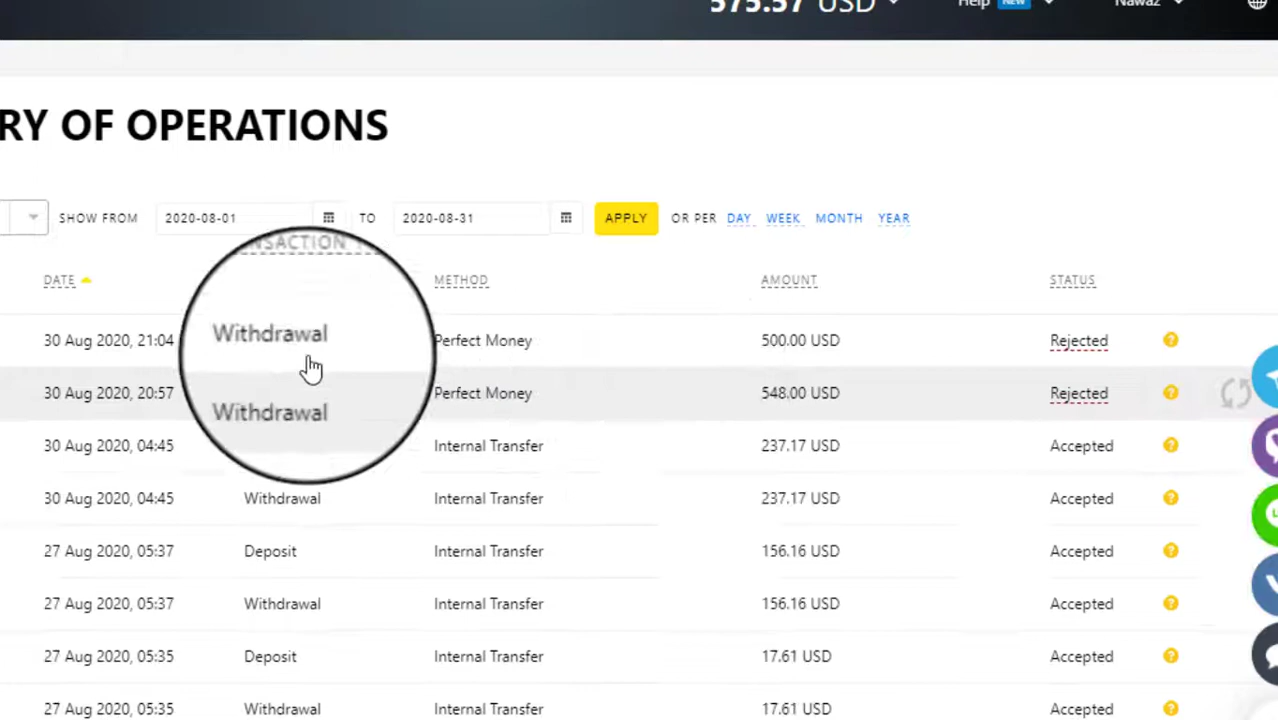 575.57 USD Help NEW Nawaz
RY OF OPERATIONS
SHOW FROM 2020-08-01 TO 2020-08-31 APPLY OR PER DAY WEEK MONTH YEAR
NSACTION
DATE METHOD AMOUNT STATUS
30 Aug 2020, 21:04 Withdrawal Perfect Money 500.00 USD Rejected ?
30 Aug 2020, 20:57 Withdrawal Perfect Money 548.00 USD Rejected ?
30 Aug 2020, 04:45 Internal Transfer 237.17 USD Accepted ?
30 Aug 2020, 04:45 Withdrawal Internal Transfer 237.17 USD Accepted ?
27 Aug 2020, 05:37 Deposit Internal Transfer 156.16 USD Accepted ?
27 Aug 2020, 05:37 Withdrawal Internal Transfer 156.16 USD Accepted ?
27 Aug 2020, 05:35 Deposit Internal Transfer 17.61 USD Accepted ?
27 Aug 2020, 05:35 Withdrawal Internal Transfer 17.61 USD Accepted ?